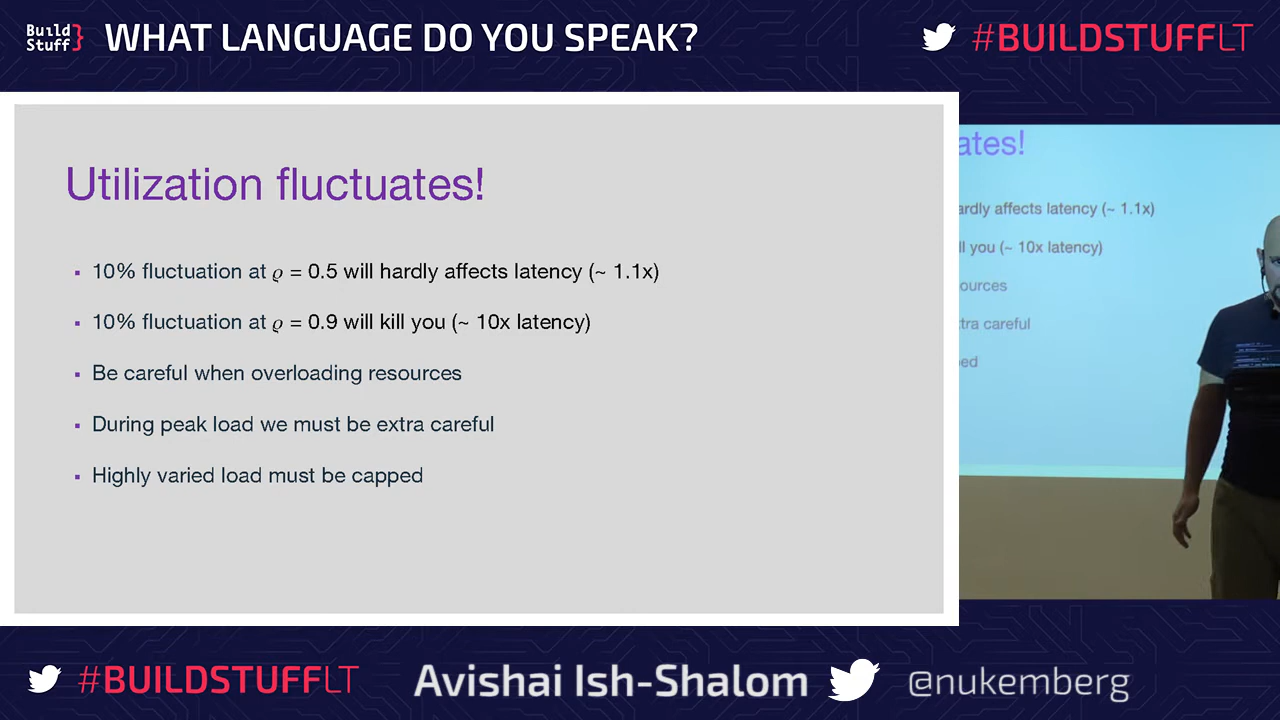 Build
Stuff}
WHAT LANGUAGE DO YOU SPEAK?
#BUILDSTUFFLT
Utilization fluctuates!
▪ 10% fluctuation at ϱ = 0.5 will hardly affects latency (~ 1.1x)
▪ 10% fluctuation at ϱ = 0.9 will kill you (~ 10x latency)
▪ Be careful when overloading resources
▪ During peak load we must be extra careful
▪ Highly varied load must be capped
ates!
ardly affects latency (~ 1.1x)
ll you (~ 10x latency)
ources
tra careful
ped
#BUILDSTUFFLT
Avishai Ish-Shalom
@nukemberg